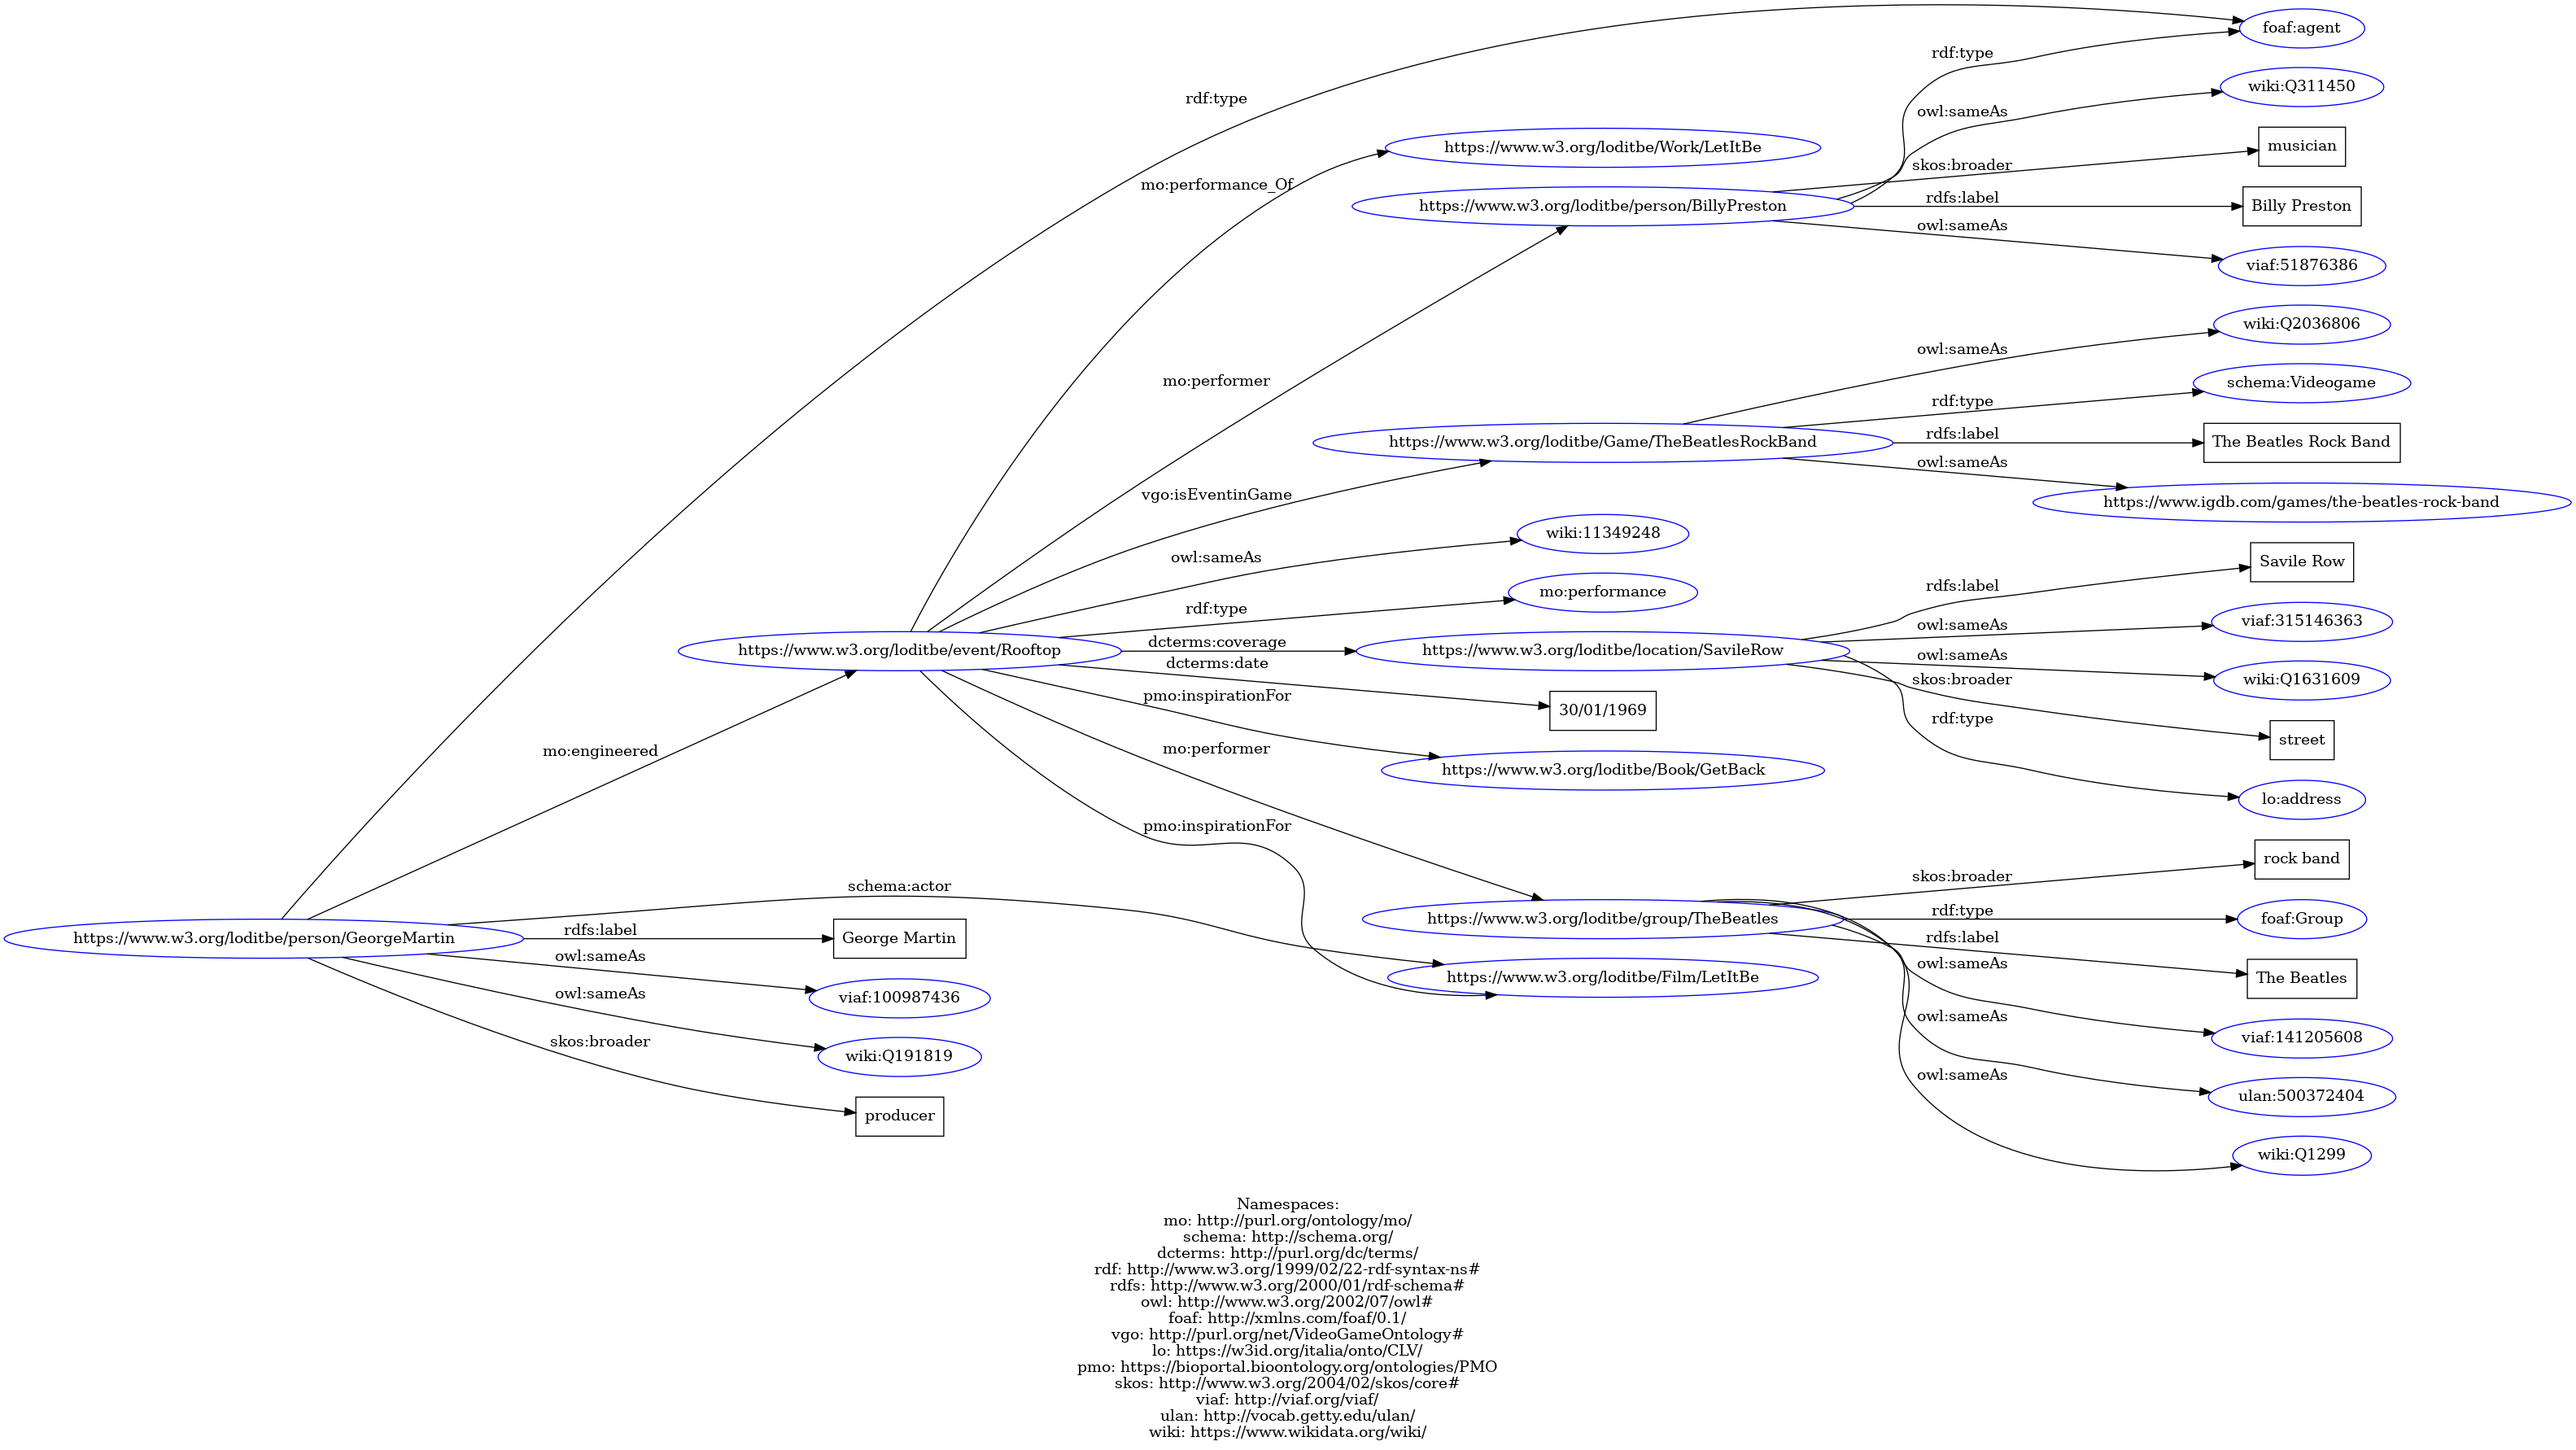 foaf:agent
rdf:type
wiki:Q311450
rdf:type
owl:sameAs
https://www.w3.org/loditbe/Work/LetItBe
musician
skos:broader
mo:performance_Of
https://www.w3.org/loditbe/person/BillyPreston
rdfs:label
Billy Preston
owl:sameAs
viaf:51876386
wiki:Q2036806
owl:sameAs
mo:performer
schema:Videogame
rdf:type
https://www.w3.org/loditbe/Game/TheBeatlesRockBand
rdfs:label
The Beatles Rock Band
owl:sameAs
vgo:isEventinGame
https://www.igdb.com/games/the-beatles-rock-band
wiki:11349248
owl:sameAs
Savile Row
rdfs:label
mo:performance
rdf:type
viaf:315146363
owl:sameAs
https://www.w3.org/loditbe/event/Rooftop
dcterms:coverage
https://www.w3.org/loditbe/location/SavileRow
owl:sameAs
dcterms:date
wiki:Q1631609
skos:broader
pmo:inspirationFor
30/01/1969
rdf:type
street
mo:engineered
mo:performer
https://www.w3.org/loditbe/Book/GetBack
lo:address
pmo:inspirationFor
rock band
skos:broader
schema:actor
rdf:type
https://www.w3.org/loditbe/group/TheBeatles
foaf:Group
https://www.w3.org/loditbe/person/GeorgeMartin
rdfs:label
George Martin
rdfs:label
owl:sameAs
owl:sameAs
https://www.w3.org/loditbe/Film/LetItBe
The Beatles
owl:sameAs
viaf:100987436
owl:sameAs
viaf:141205608
skos:broader
wiki:Q191819
owl:sameAs
ulan:500372404
producer
wiki:Q1299
Namespaces:
mo: http://purl.org/ontology/mo/
schema: http://schema.org/
dcterms: http://purl.org/dc/terms/
rdf: http://www.w3.org/1999/02/22-rdf-syntax-ns#
rdfs: http://www.w3.org/2000/01/rdf-schema#
owl: http://www.w3.org/2002/07/owl#
foaf: http://xmlns.com/foaf/0.1/
vgo: http://purl.org/net/VideoGameOntology#
lo: https://w3id.org/italia/onto/CLV/
pmo: https://bioportal.bioontology.org/ontologies/PMO
skos: http://www.w3.org/2004/02/skos/core#
viaf: http://viaf.org/viaf/
ulan: http://vocab.getty.edu/ulan/
wiki: https://www.wikidata.org/wiki/